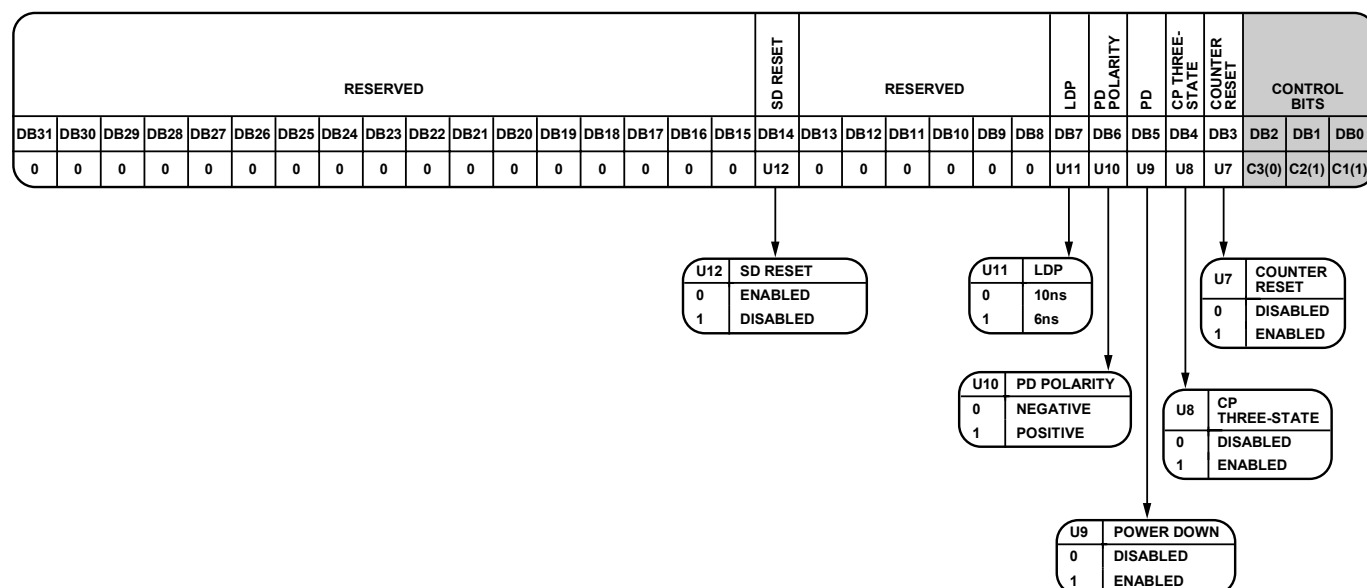 RESERVED
SD RESET
RESERVED
LDP
PD
POLARITY
PD
CP THREE-
STATE
COUNTER
RESET
CONTROL
BITS
DB31 DB30 DB29 DB28 DB27 DB26 DB25 DB24 DB23 DB22 DB21 DB20 DB19 DB18 DB17 DB16 DB15 DB14 DB13 DB12 DB11 DB10 DB9 DB8 DB7 DB6 DB5 DB4 DB3 DB2 DB1 DB0
0 0 0 0 0 0 0 0 0 0 0 0 0 0 0 0 0 U12 0 0 0 0 0 0 U11 U10 U9 U8 U7 C3(0) C2(1) C1(1)
U12 SD RESET
0 ENABLED
1 DISABLED
U11 LDP
0 10ns
1 6ns
U7 COUNTER
RESET
0 DISABLED
1 ENABLED
U10 PD POLARITY
0 NEGATIVE
1 POSITIVE
U8 CP
THREE-STATE
0 DISABLED
1 ENABLED
U9 POWER DOWN
0 DISABLED
1 ENABLED